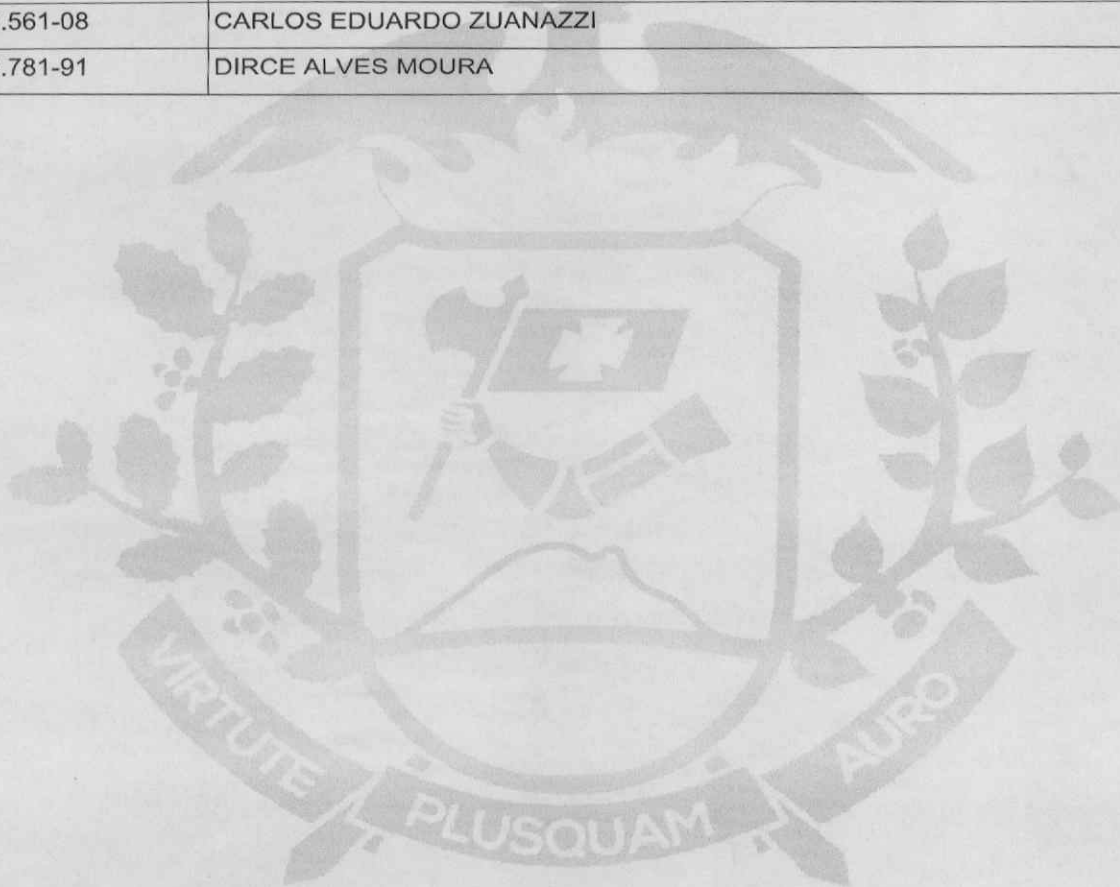 .561-08 CARLOS EDUARDO ZUANAZZI
.781-91 DIRCE ALVES MOURA
VIRTUTE PLUSQUAM AURO